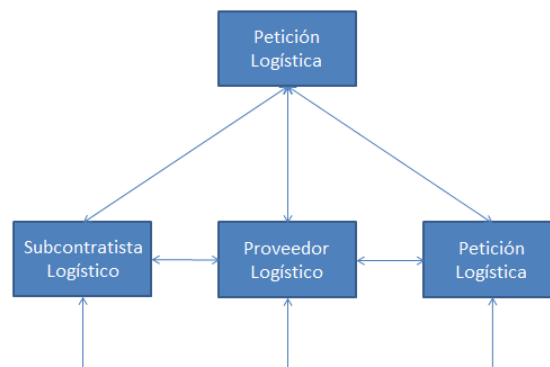 Petición
Logística
Subcontratista
Logístico
Proveedor
Logístico
Petición
Logística